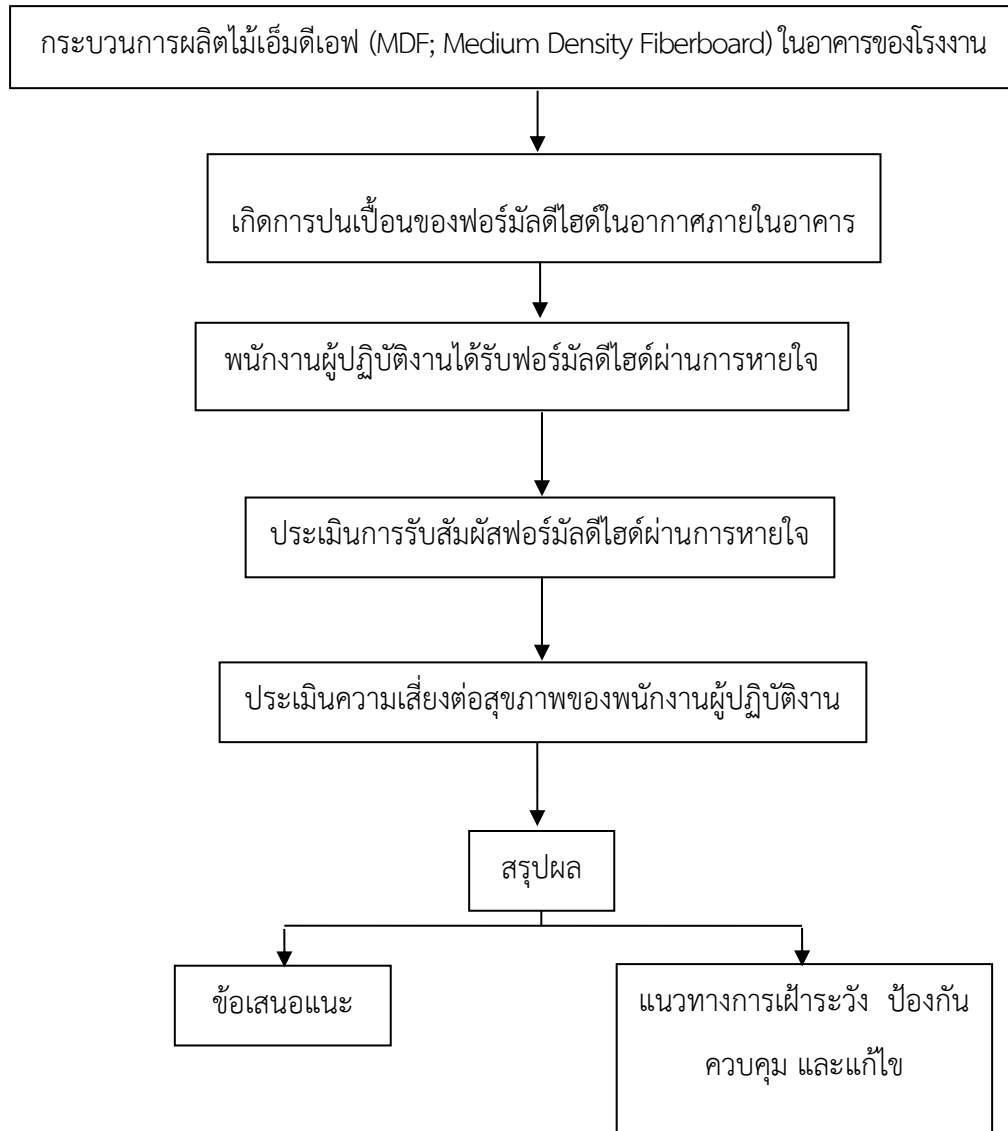 กระบวนการผลิตไม้เอ็มดีเอฟ (MDF; Medium Density Fiberboard) ในอาคารของโรงงาน
เกิดการปนเปื้อนของฟอร์มัลดีไฮด์ในอากาศภายในอาคาร
พนักงานผู้ปฏิบัติงานได้รับฟอร์มัลดีไฮด์ผ่านการหายใจ
ประเมินการรับสัมผัสฟอร์มัลดีไฮด์ผ่านการหายใจ
ประเมินความเสี่ยงต่อสุขภาพของพนักงานผู้ปฏิบัติงาน
สรุปผล
ข้อเสนอแนะ
แนวทางการเฝ้าระวัง ป้องกัน
ควบคุม และแก้ไข